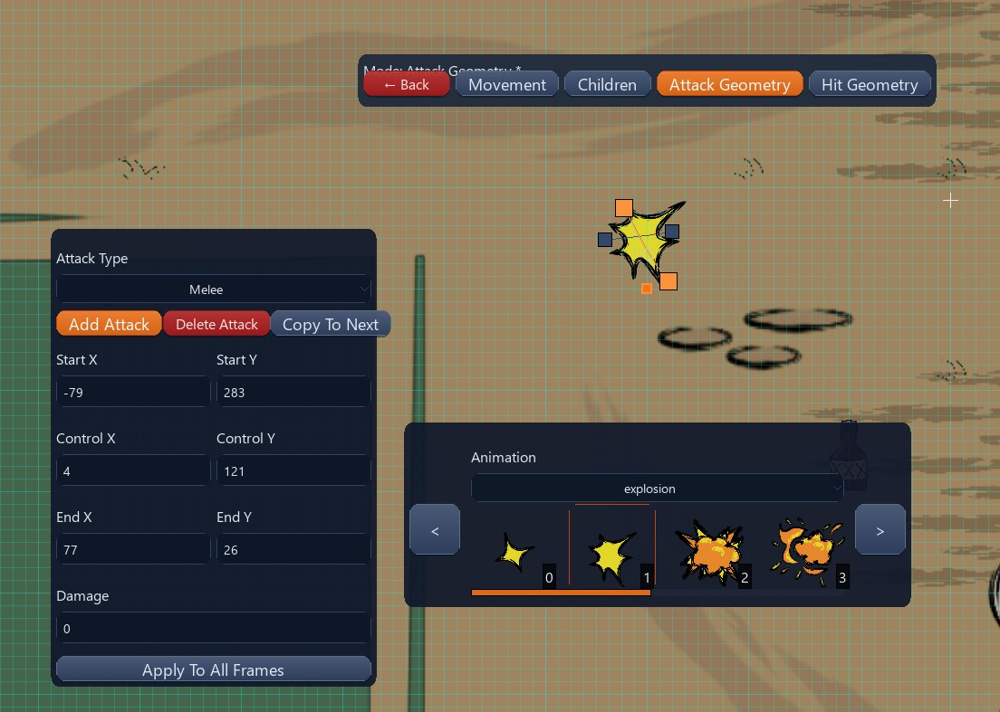 Mode: Attack Geometry *
← Back Movement Children Attack Geometry Hit Geometry
Attack Type
Melee
Add Attack Delete Attack Copy To Next
Start X Start Y
-79 283
Control X Control Y
4 121
End X End Y
77 26
Damage
0
Apply To All Frames
Animation
explosion
< >
0 1 2 3